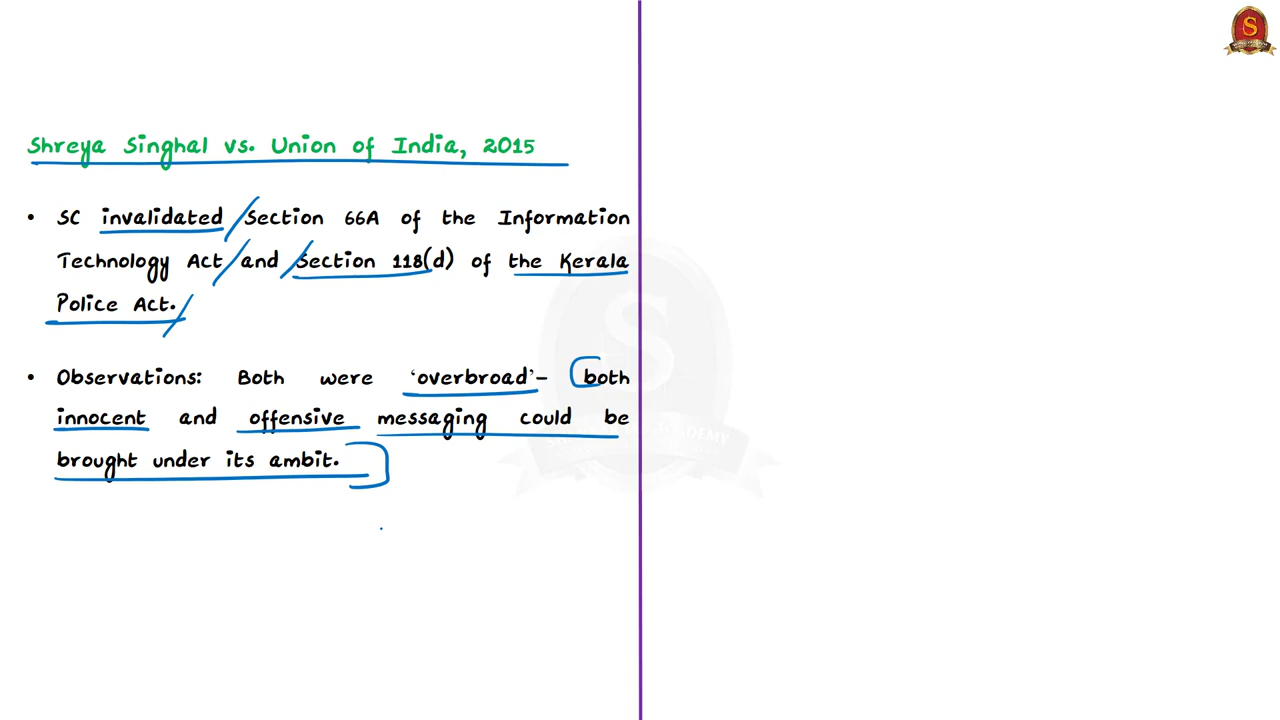 Shreya Singhal vs. Union of India, 2015
• SC invalidated Section 66A of the Information
Technology Act and Section 118(d) of the Kerala
Police Act.
• Observations: Both were ‘overbroad’– both
innocent and offensive messaging could be
brought under its ambit.